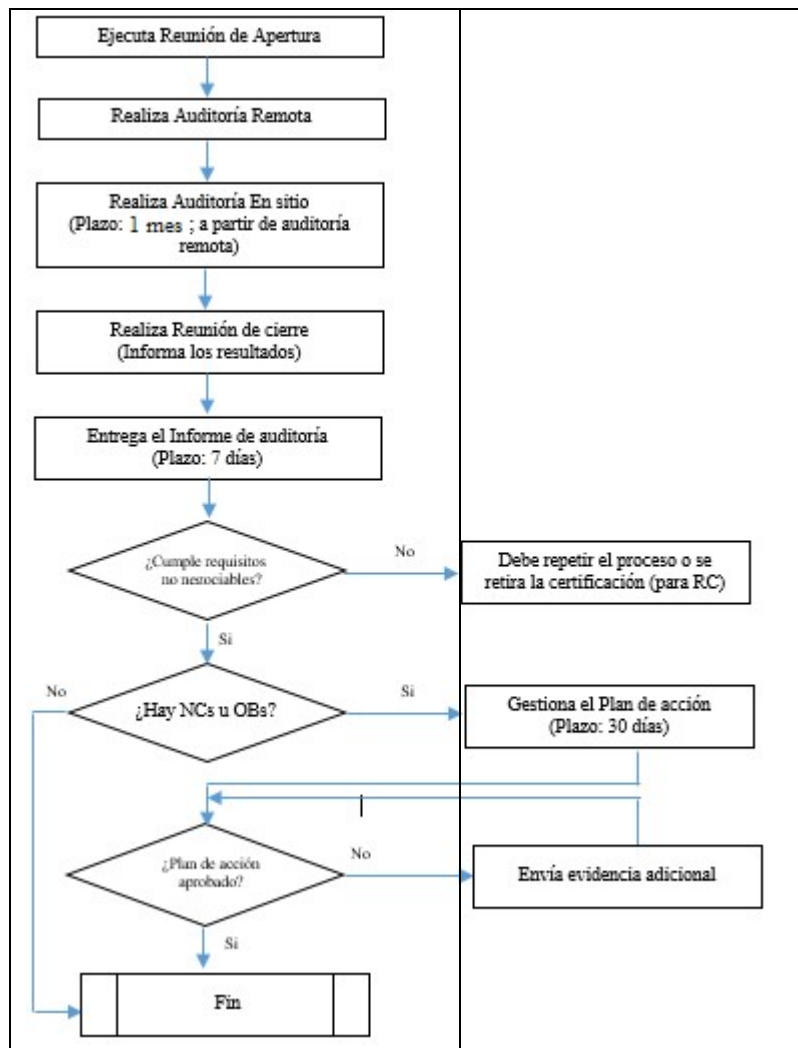 Ejecuta Reunión de Apertura
Realiza Auditoría Remota
Realiza Auditoría En sitio
(Plazo: 1 mes ; a partir de auditoría
remota)
Realiza Reunión de cierre
(Informa los resultados)
Entrega el Informe de auditoría
(Plazo: 7 días)
¿Cumple requisitos
no negociables?
No
Debe repetir el proceso o se
retira la certificación (para RC)
Si
No
¿Hay NCs u OBs?
Si
Gestiona el Plan de acción
(Plazo: 30 días)
¿Plan de acción
aprobado?
No
Envía evidencia adicional
Si
Fin